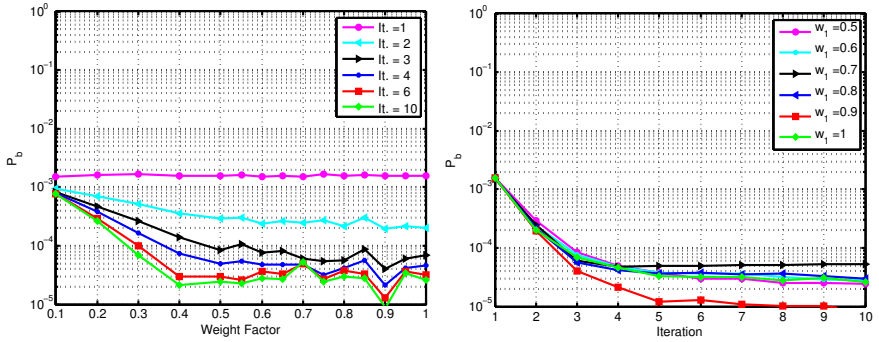 10^0
10^-1
10^-2
10^-3
10^-4
10^-5
P_b
0.1 0.2 0.3 0.4 0.5 0.6 0.7 0.8 0.9 1
Weight Factor
It. =1
It. = 2
It. = 3
It. = 4
It. = 6
It. = 10
10^0
10^-1
10^-2
10^-3
10^-4
10^-5
P_b
1 2 3 4 5 6 7 8 9 10
Iteration
w_1 =0.5
w_1 =0.6
w_1 =0.7
w_1 =0.8
w_1 =0.9
w_1 =1